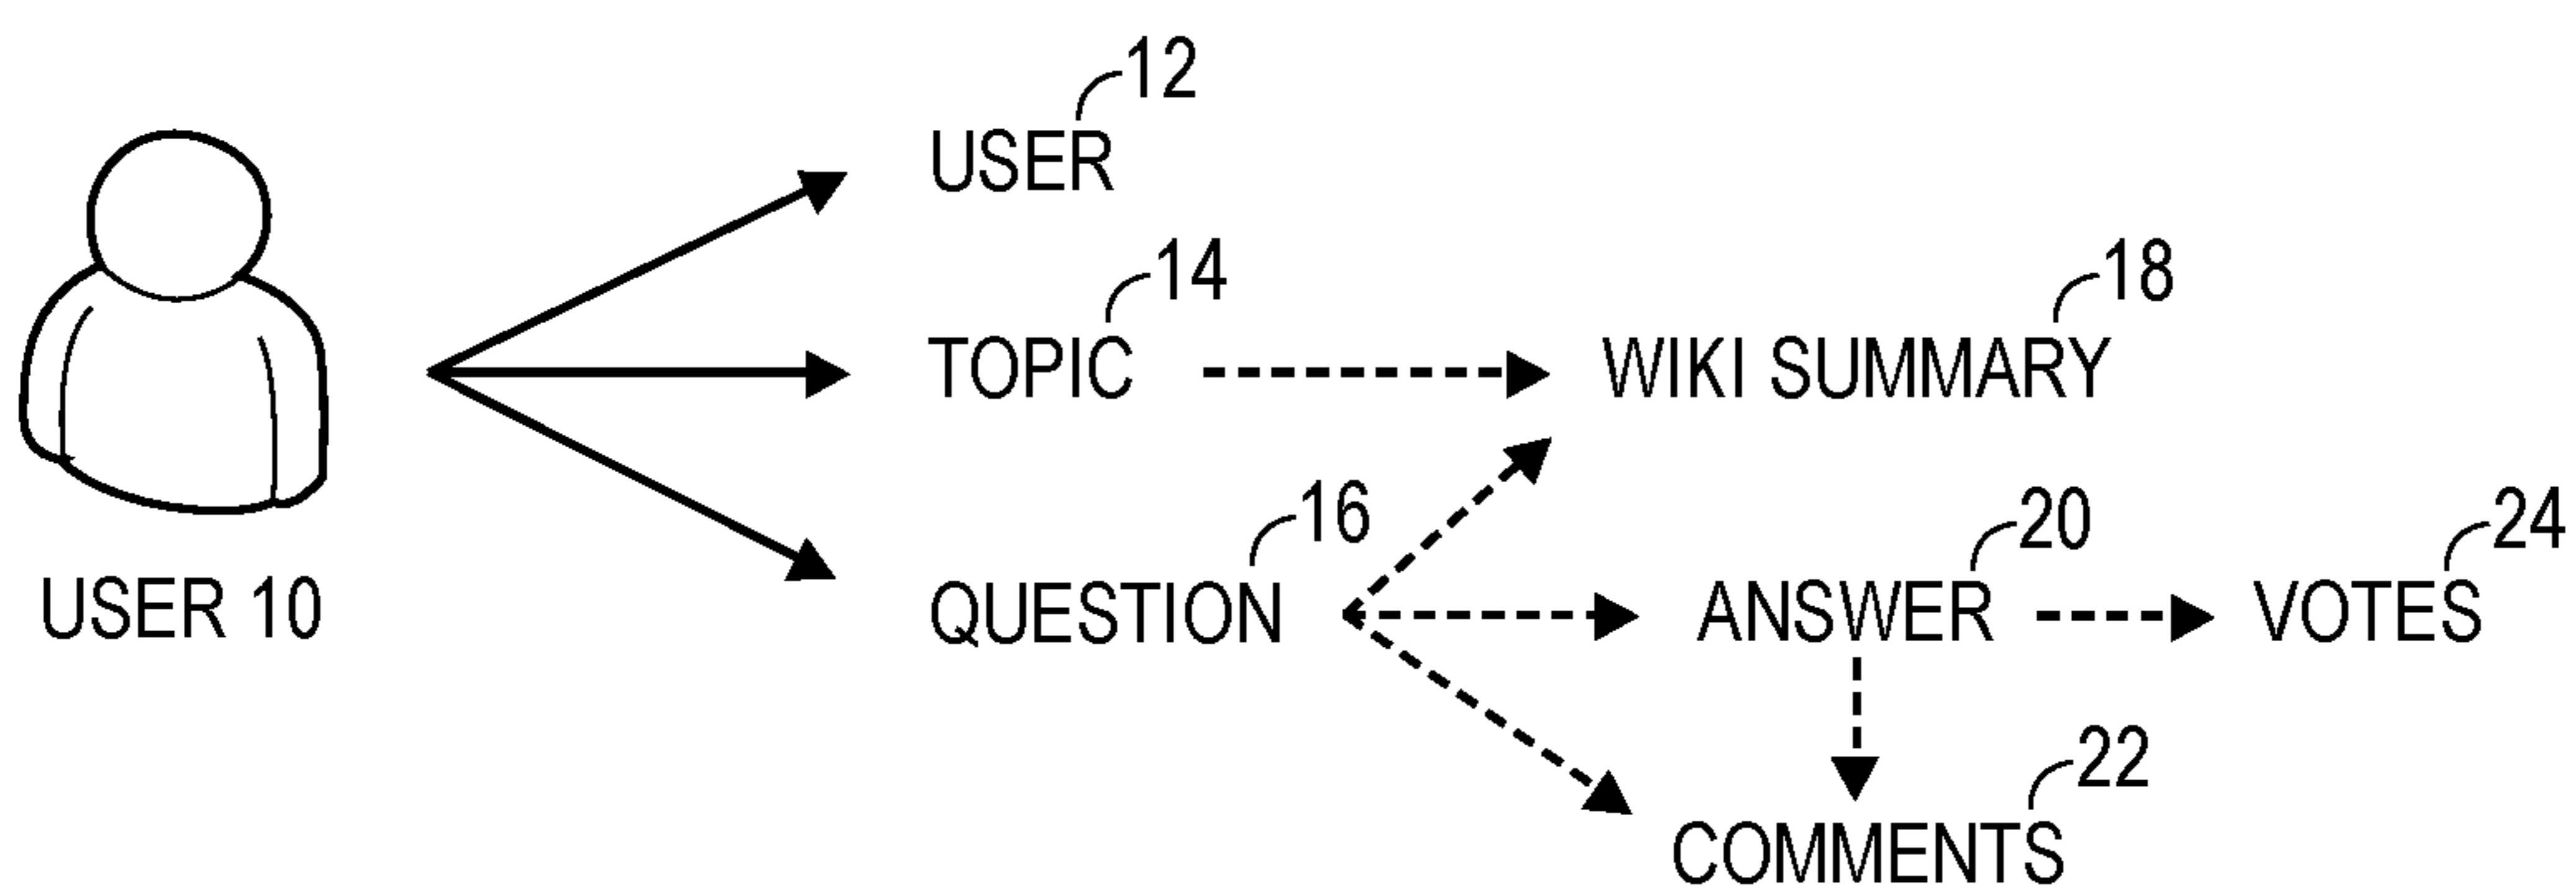 12
USER
14
18
TOPIC
WIKI SUMMARY
16
20
24
USER 10
QUESTION
ANSWER
VOTES
22
COMMENTS